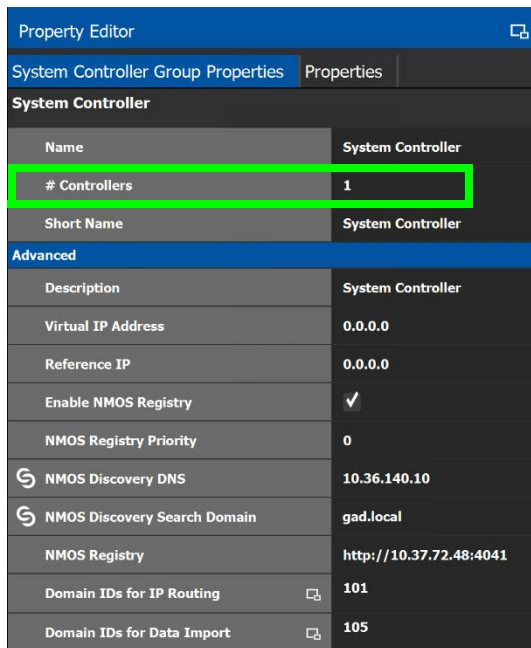 Property Editor
System Controller Group Properties Properties
System Controller
Name System Controller
# Controllers 1
Short Name System Controller
Advanced
Description System Controller
Virtual IP Address 0.0.0.0
Reference IP 0.0.0.0
Enable NMOS Registry
NMOS Registry Priority 0
NMOS Discovery DNS 10.36.140.10
NMOS Discovery Search Domain gad.local
NMOS Registry http://10.37.72.48:4041
Domain IDs for IP Routing 101
Domain IDs for Data Import 105